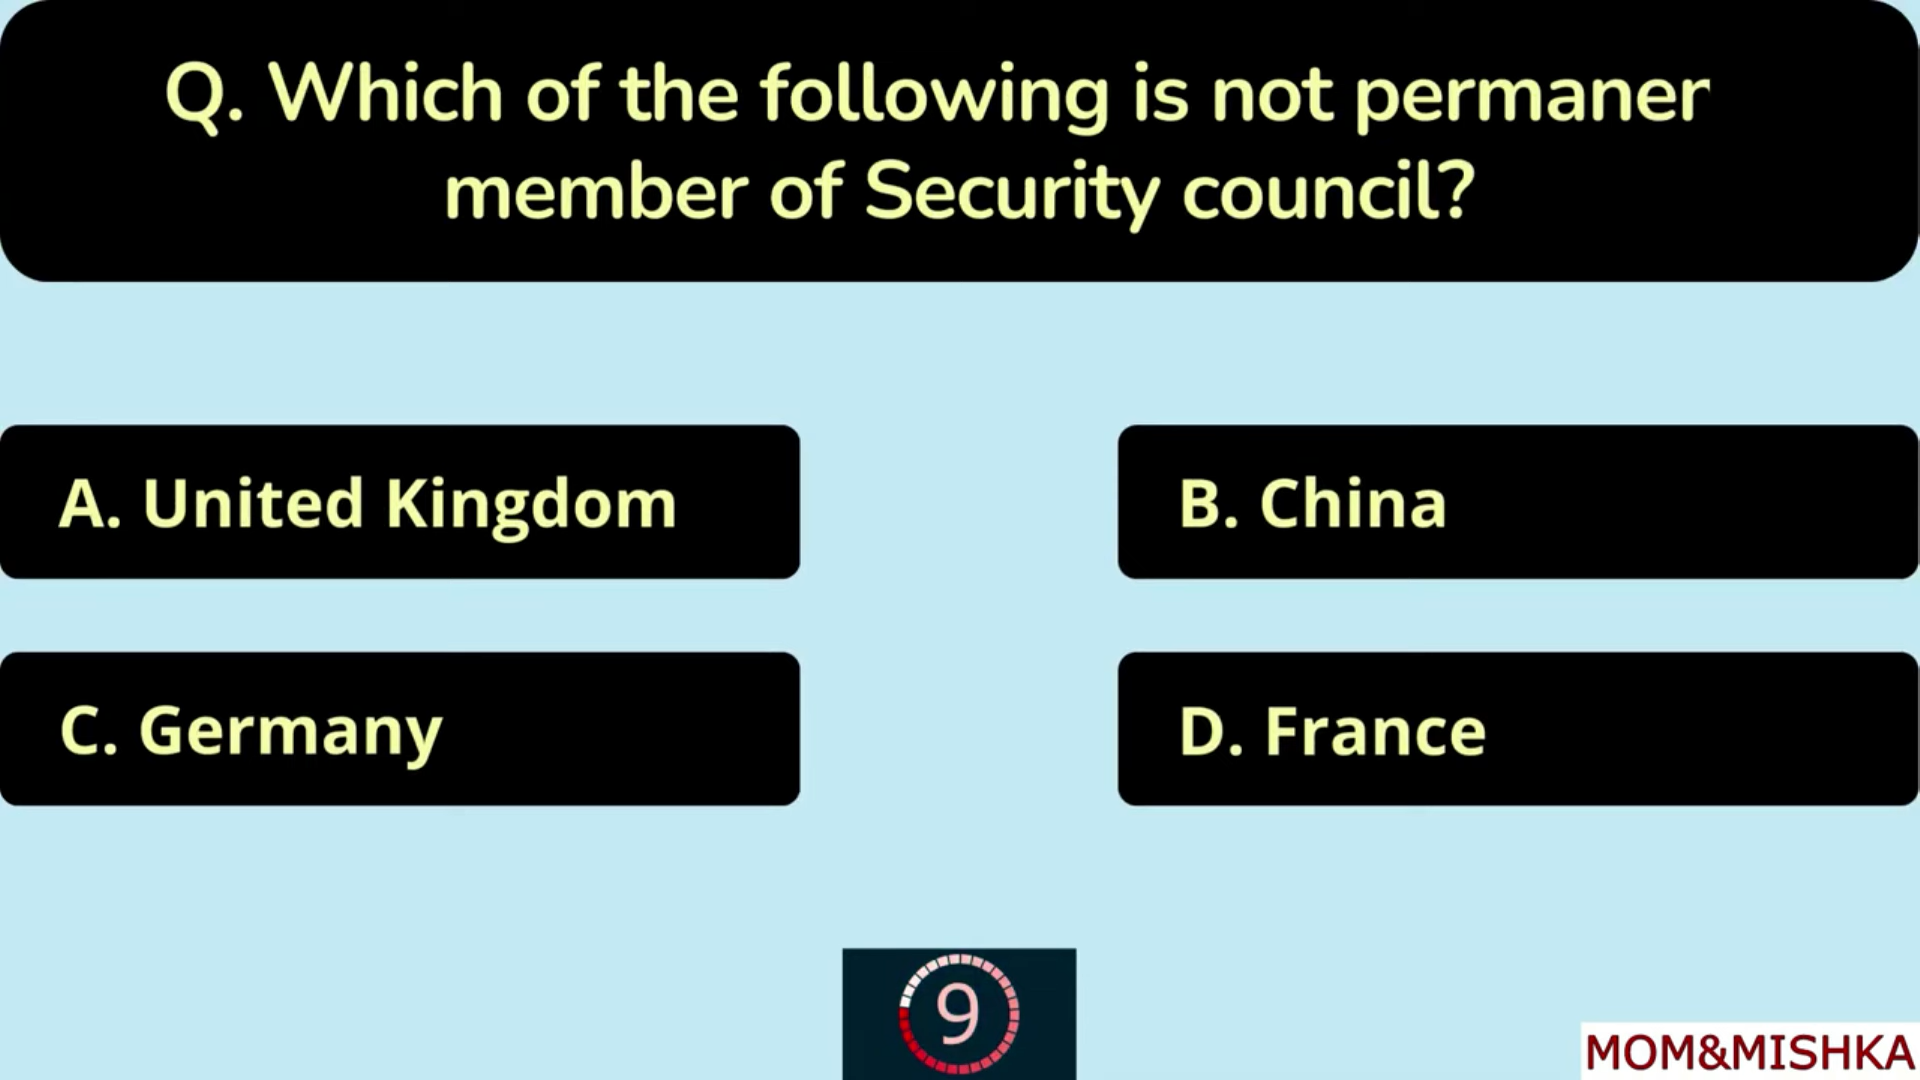 Q. Which of the following is not permaner
member of Security council?
A. United Kingdom
B. China
C. Germany
D. France
9
MOM&MISHKA